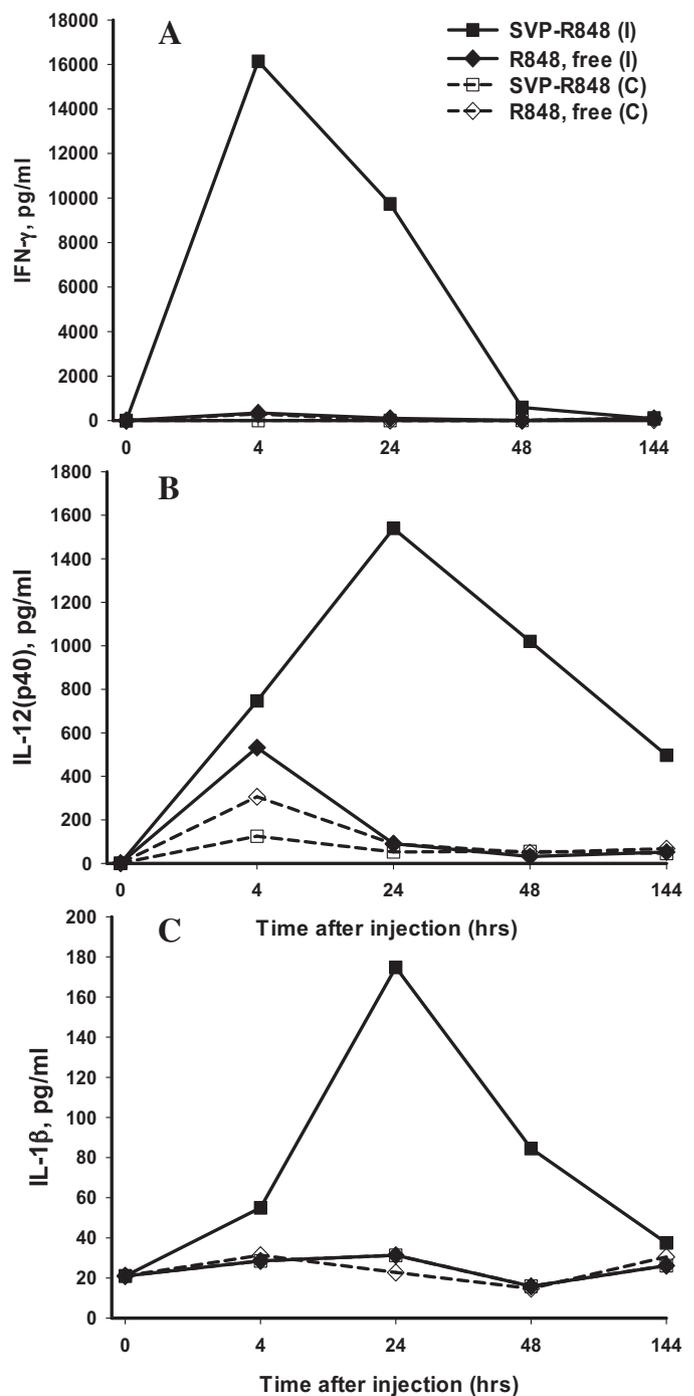 A
SVP-R848 (I)
R848, free (I)
SVP-R848 (C)
R848, free (C)
IFN-γ, pg/ml
18000
16000
14000
12000
10000
8000
6000
4000
2000
0
0 4 24 48 144
B
IL-12(p40), pg/ml
1800
1600
1400
1200
1000
800
600
400
200
0
0 4 24 48 144
Time after injection (hrs)
C
IL-1β, pg/ml
200
180
160
140
120
100
80
60
40
20
0
0 4 24 48 144
Time after injection (hrs)